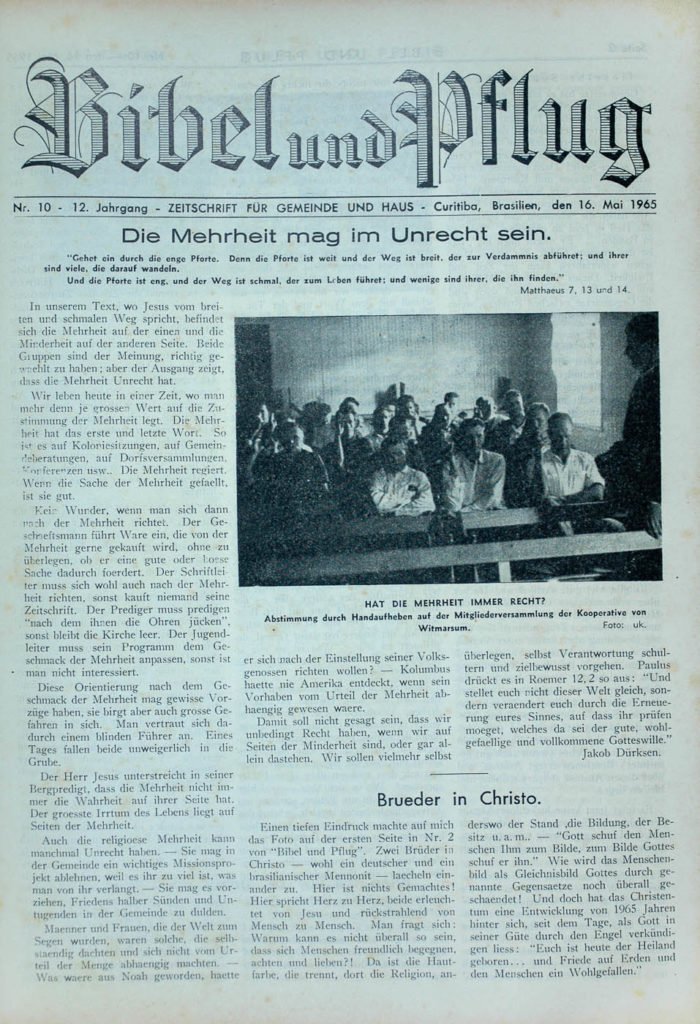 Bibel und Pflug
Nr. 10 - 12. Jahrgang - ZEITSCHRIFT FÜR GEMEINDE UND HAUS - Curitiba, Brasilien, den 16. Mai 1965
Die Mehrheit mag im Unrecht sein.
"Gehet ein durch die enge Pforte. Denn die Pforte ist weit und der Weg ist breit, der zur Verdammnis abführet; und ihrer
sind viele, die darauf wandeln.
Und die Pforte ist eng, und der Weg ist schmal, der zum Leben führet; und wenige sind ihrer, die ihn finden."
Matthaeus 7, 13 und 14.
In unserem Text, wo Jesus vom brei-
ten und schmalen Weg spricht, befindet
sich die Mehrheit auf der einen und die
Minderheit auf der anderen Seite. Beide
Gruppen sind der Meinung, richtig ge-
waehlt zu haben; aber der Ausgang zeigt,
dass die Mehrheit Unrecht hat.
Wir leben heute in einer Zeit, wo man
mehr denn je grossen Wert auf die Zu-
stimmung der Mehrheit legt. Die Mehr-
heit hat das erste und letzte Wort. So
ist es auf Koloniesitzungen, auf Gemein-
deberatungen, auf Dorfsversammlungen,
Konferenzen usw.. Die Mehrheit regiert.
Wenn die Sache der Mehrheit gefaellt,
ist sie gut.
Kein Wunder, wenn man sich dann
nach der Mehrheit richtet. Der Ge-
schaeftsmann führt Ware ein, die von der
Mehrheit gerne gekauft wird, ohne zu
überlegen, ob er eine gute oder boese
Sache dadurch foerdert. Der Schriftlei-
ter muss sich wohl auch nach der Mehr-
heit richten, sonst kauft niemand seine
Zeitschrift. Der Prediger muss predigen
"nach dem ihnen die Ohren jücken",
sonst bleibt die Kirche leer. Der Jugend-
leiter muss sein Programm dem Ge-
schmack der Mehrheit anpassen, sonst ist
man nicht interessiert.
Diese Orientierung nach dem Ge-
schmack der Mehrheit mag gewisse Vor-
züge haben, sie birgt aber auch grosse Ge-
fahren in sich. Man vertraut sich da-
durch einem blinden Führer an. Eines
Tages fallen beide unweigerlich in die
Grube.
Der Herr Jesus unterstreicht in seiner
Bergpredigt, dass die Mehrheit nicht im-
mer die Wahrheit auf ihrer Seite hat.
Der groesste Irrtum des Lebens liegt auf
Seiten der Mehrheit.
Auch die religioese Mehrheit kann
manchmal Unrecht haben. — Sie mag in
der Gemeinde ein wichtiges Missionspro-
jekt ablehnen, weil es ihr zu viel ist, was
man von ihr verlangt. — Sie mag es vor-
ziehen, Friedens halber Sünden und Un-
tugenden in der Gemeinde zu dulden.
Maenner und Frauen, die der Welt zum
Segen wurden, waren solche, die selb-
staendig dachten und sich nicht vom Ur-
teil der Menge abhaengig machten. —
Was waere aus Noah geworden, haette
HAT DIE MEHRHEIT IMMER RECHT?
Abstimmung durch Handaufheben auf der Mitgliederversammlung der Kooperative von
Witmarsum. Foto: uk.
er sich nach der Einstellung seiner Volks-
genossen richten wollen? — Kolumbus
haette nie Amerika entdeckt, wenn sein
Vorhaben vom Urteil der Mehrheit ab-
haengig gewesen waere.
Damit soll nicht gesagt sein, dass wir
unbedingt Recht haben, wenn wir auf
Seiten der Minderheit sind, oder gar al-
lein dastehen. Wir sollen vielmehr selbst
überlegen, selbst Verantwortung schul-
tern und zielbewusst vorgehen. Paulus
drückt es in Roemer 12, 2 so aus: "Und
stellet euch nicht dieser Welt gleich, son-
dern veraendert euch durch die Erneue-
rung eures Sinnes, auf dass ihr prüfen
moeget, welches da sei der gute, wohl-
gefaellige und vollkommene Gotteswille."
Jakob Dürksen.
Brueder in Christo.
Einen tiefen Eindruck machte auf mich
das Foto auf der ersten Seite in Nr. 2
von "Bibel und Pflug". Zwei Brüder in
Christo — wohl ein deutscher und ein
brasilianischer Mennonit — laecheln ein-
ander zu. Hier ist nichts Gemachtes!
Hier spricht Herz zu Herz, beide erleuch-
tet von Jesu und rückstrahlend von
Mensch zu Mensch. Man fragt sich:
Warum kann es nicht überall so sein,
dass sich Menschen freundlich begegnen,
achten und lieben?! Da ist die Haut-
farbe, die trennt, dort die Religion, an-
derswo der Stand ,die Bildung, der Be-
sitz u. a. m.. — "Gott schuf den Men-
schen Ihm zum Bilde, zum Bilde Gottes
schuf er ihn." Wie wird das Menschen-
bild als Gleichnisbild Gottes durch ge-
nannte Gegensaetze noch überall ge-
schaendet! Und doch hat das Christen-
tum eine Entwicklung von 1965 Jahren
hinter sich, seit dem Tage, als Gott in
seiner Güte durch den Engel verkündi-
gen liess: "Euch ist heute der Heiland
geboren... und Friede auf Erden und
den Menschen ein Wohlgefallen."